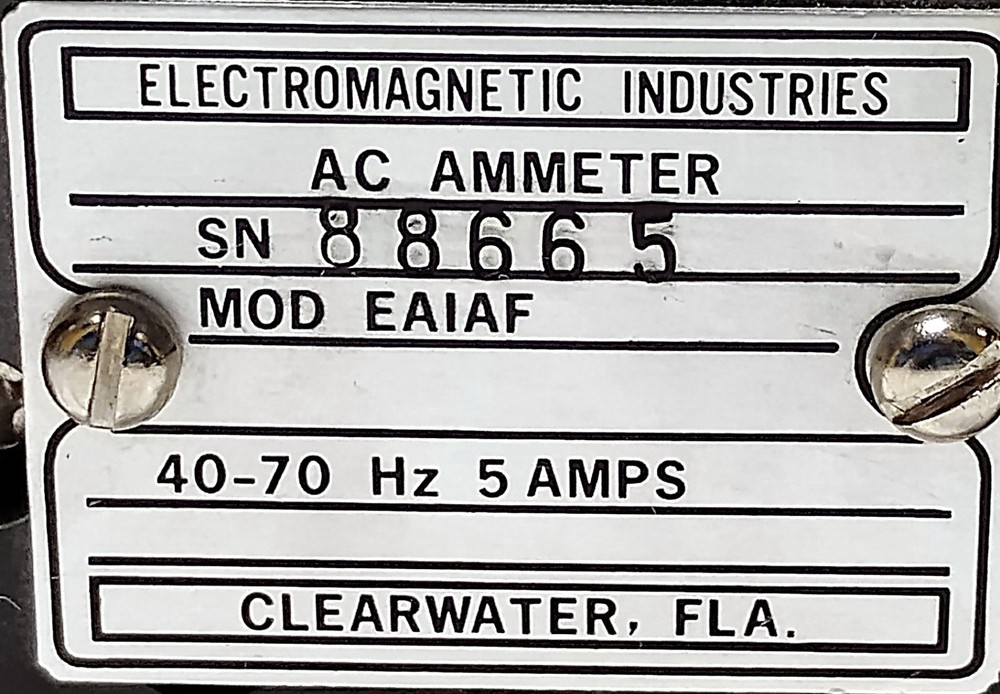 ELECTROMAGNETIC INDUSTRIES
AC AMMETER
SN 88665
MOD EAIAF
40-70 Hz 5 AMPS
CLEARWATER, FLA.